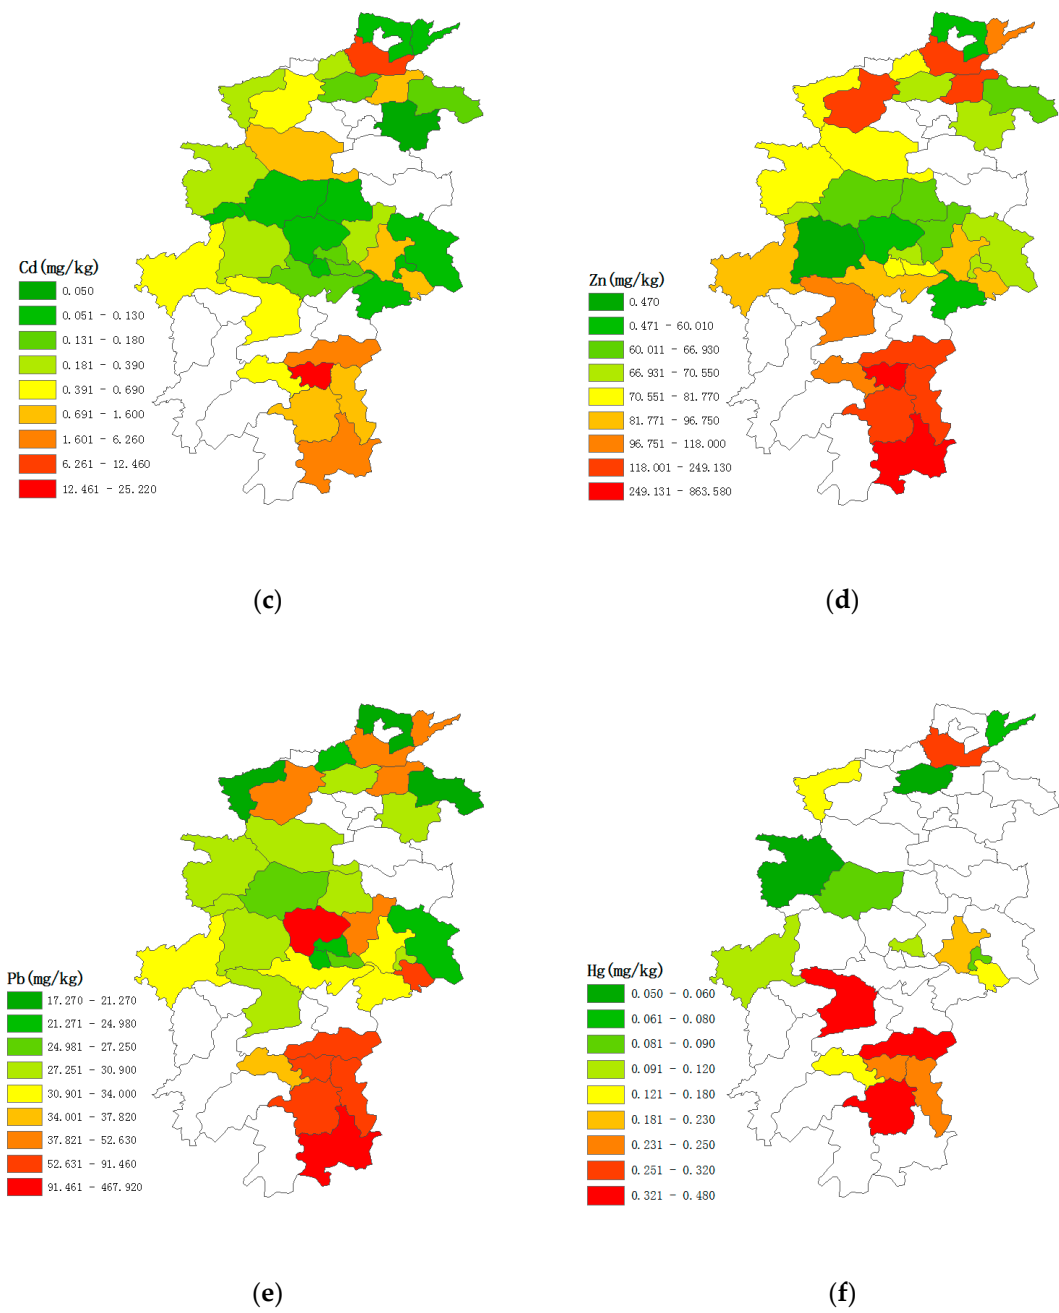 Cd(mg/kg)
0.050
0.051 - 0.130
0.131 - 0.180
0.181 - 0.390
0.391 - 0.690
0.691 - 1.600
1.601 - 6.260
6.261 - 12.460
12.461 - 25.220
(c)
Zn(mg/kg)
0.470
0.471 - 60.010
60.011 - 66.930
66.931 - 70.550
70.551 - 81.770
81.771 - 96.750
96.751 - 118.000
118.001 - 249.130
249.131 - 863.580
(d)
Pb(mg/kg)
17.270 - 21.270
21.271 - 24.980
24.981 - 27.250
27.251 - 30.900
30.901 - 34.000
34.001 - 37.820
37.821 - 52.630
52.631 - 91.460
91.461 - 467.920
(e)
Hg(mg/kg)
0.050 - 0.060
0.061 - 0.080
0.081 - 0.090
0.091 - 0.120
0.121 - 0.180
0.181 - 0.230
0.231 - 0.250
0.251 - 0.320
0.321 - 0.480
(f)